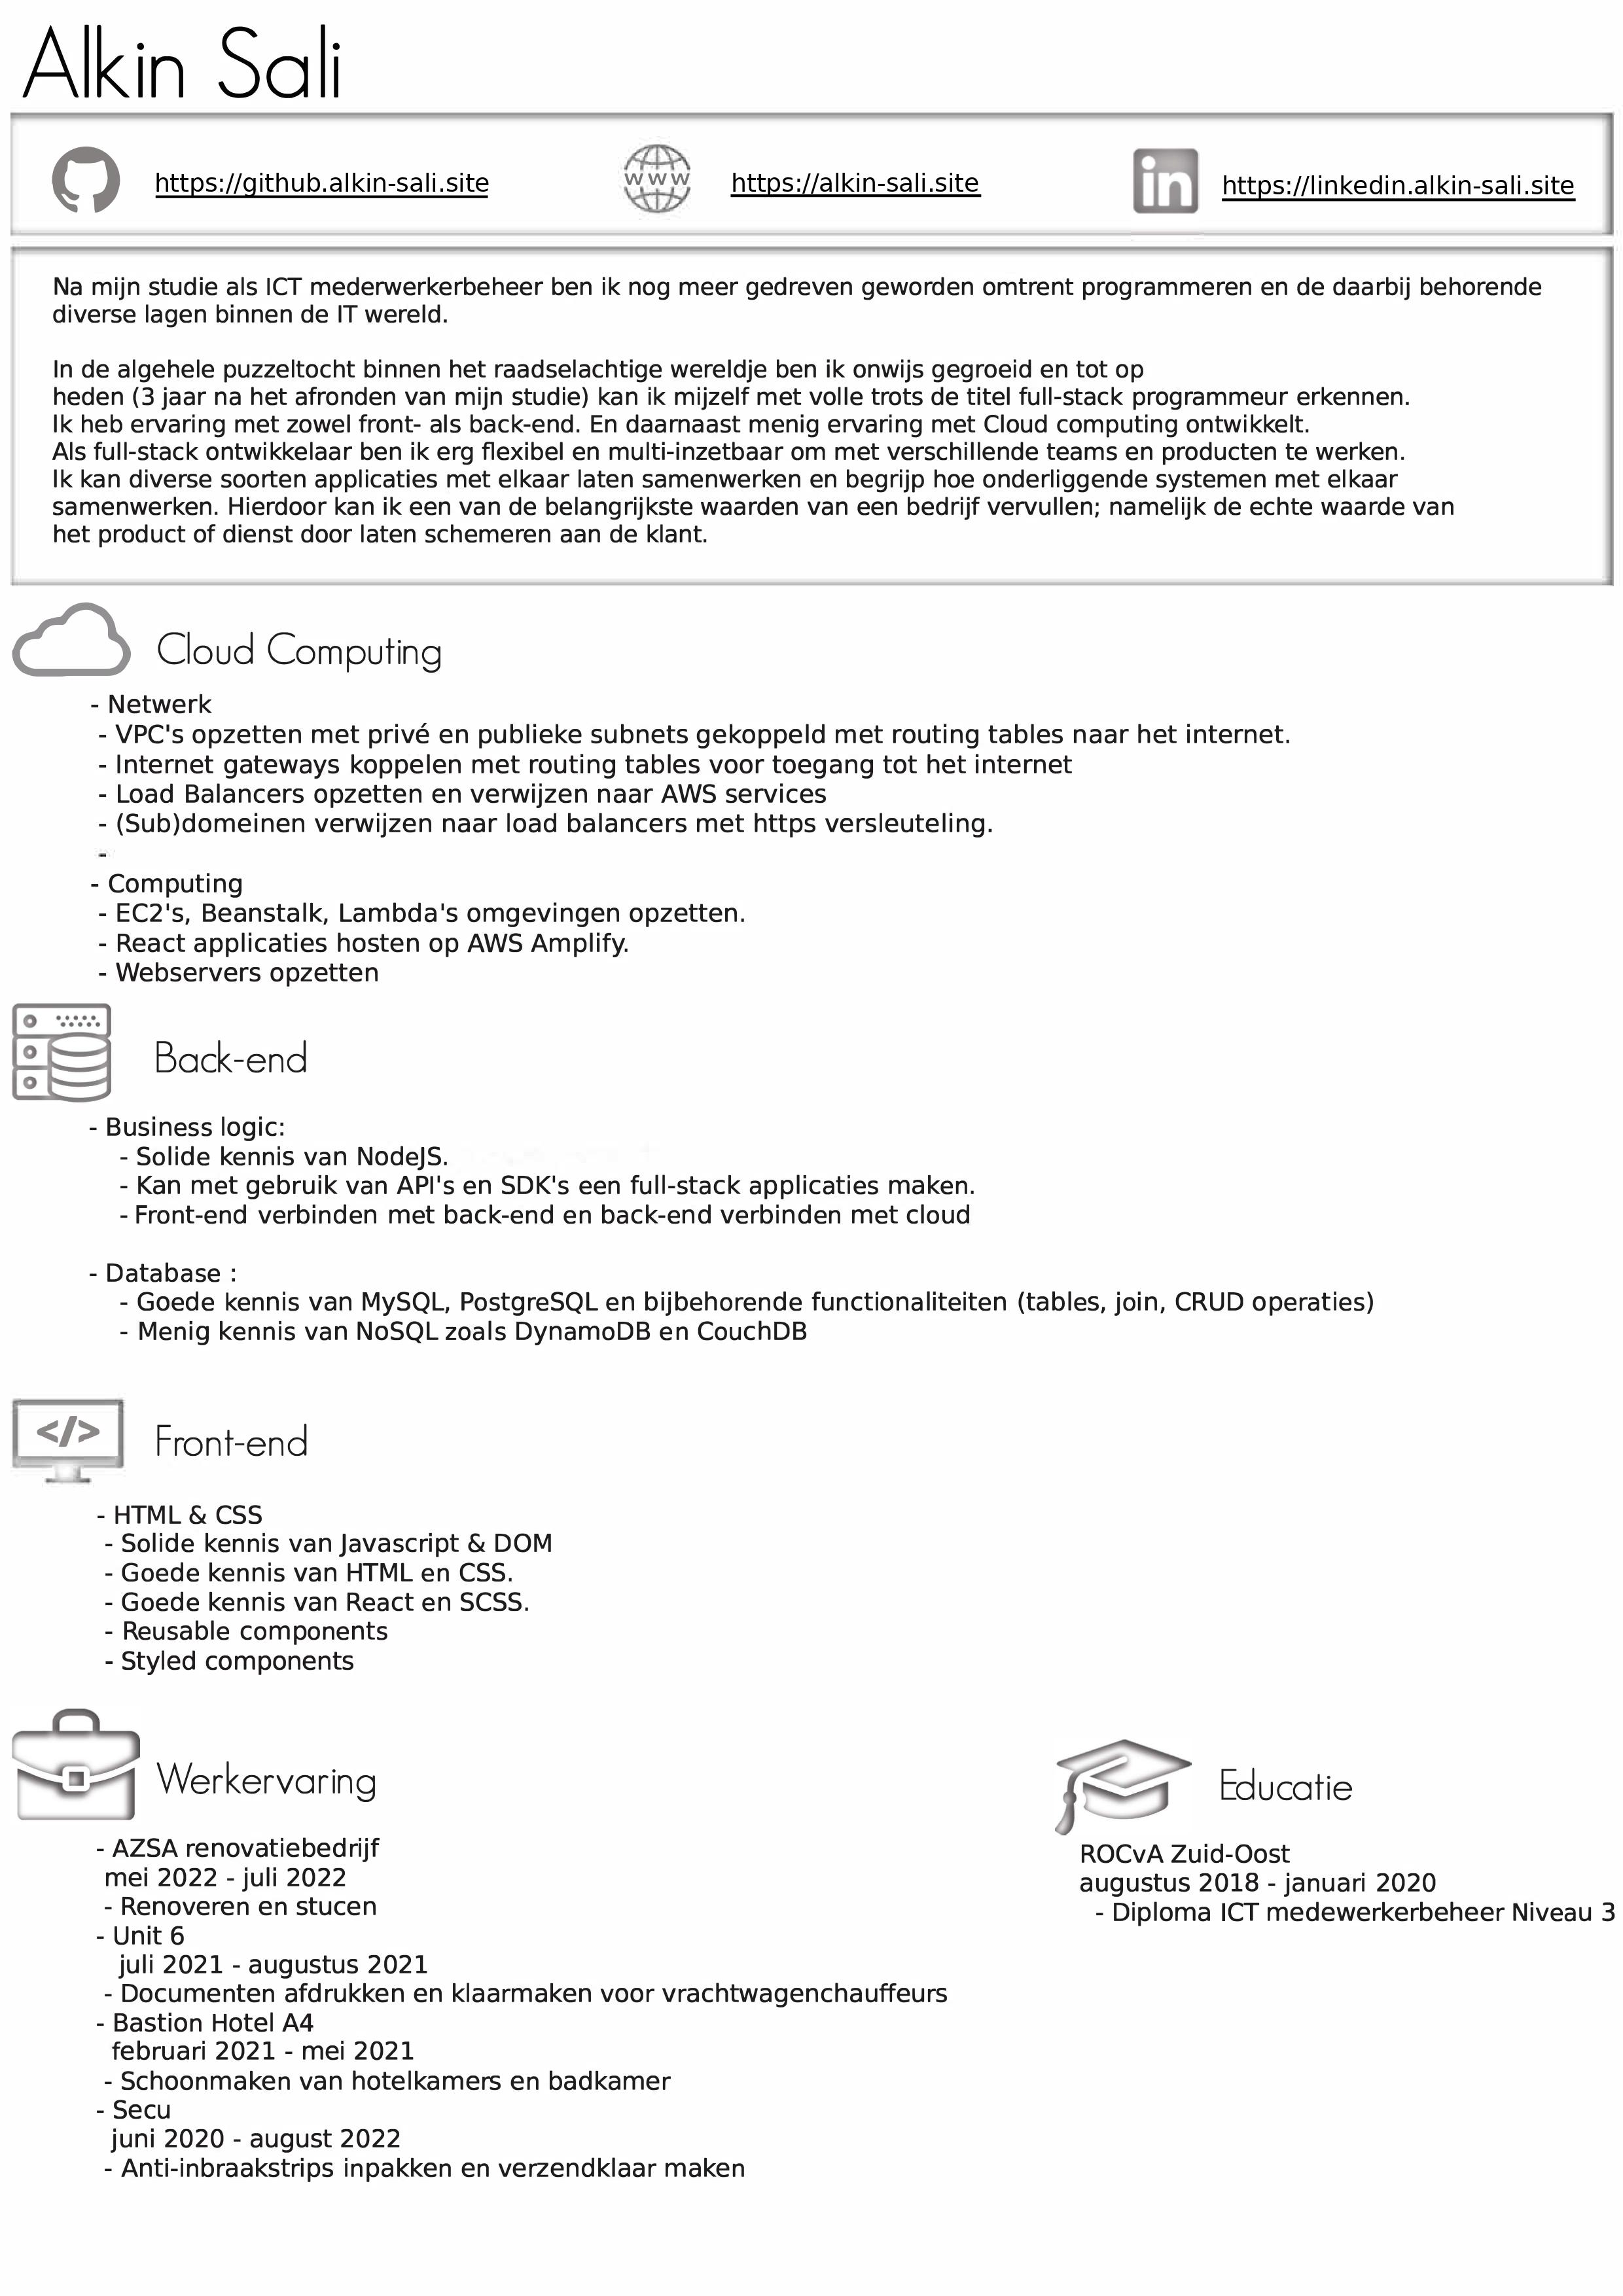 Alkin Sali
https://github.alkin-sali.site
www
https://alkin-sali.site
in
https://linkedin.alkin-sali.site
Na mijn studie als ICT mederwerkerbeheer ben ik nog meer gedreven geworden omtrent programmeren en de daarbij behorende
diverse lagen binnen de IT wereld.
In de algehele puzzeltocht binnen het raadselachtige wereldje ben ik onwijs gegroeid en tot op
heden (3 jaar na het afronden van mijn studie) kan ik mijzelf met volle trots de titel full-stack programmeur erkennen.
Ik heb ervaring met zowel front- als back-end. En daarnaast menig ervaring met Cloud computing ontwikkelt.
Als full-stack ontwikkelaar ben ik erg flexibel en multi-inzetbaar om met verschillende teams en producten te werken.
Ik kan diverse soorten applicaties met elkaar laten samenwerken en begrijp hoe onderliggende systemen met elkaar
samenwerken. Hierdoor kan ik een van de belangrijkste waarden van een bedrijf vervullen; namelijk de echte waarde van
het product of dienst door laten schemeren aan de klant.
Cloud Computing
- Netwerk
- VPC's opzetten met privé en publieke subnets gekoppeld met routing tables naar het internet.
- Internet gateways koppelen met routing tables voor toegang tot het internet
- Load Balancers opzetten en verwijzen naar AWS services
- (Sub)domeinen verwijzen naar load balancers met https versleuteling.
-
- Computing
- EC2's, Beanstalk, Lambda's omgevingen opzetten.
- React applicaties hosten op AWS Amplify.
- Webservers opzetten
Back-end
- Business logic:
- Solide kennis van NodeJS.
- Kan met gebruik van API's en SDK's een full-stack applicaties maken.
- Front-end verbinden met back-end en back-end verbinden met cloud
- Database :
- Goede kennis van MySQL, PostgreSQL en bijbehorende functionaliteiten (tables, join, CRUD operaties)
- Menig kennis van NoSQL zoals DynamoDB en CouchDB
</>
Front-end
- HTML & CSS
- Solide kennis van Javascript & DOM
- Goede kennis van HTML en CSS.
- Goede kennis van React en SCSS.
- Reusable components
- Styled components
Werkervaring
- AZSA renovatiebedrijf
mei 2022 - juli 2022
- Renoveren en stucen
- Unit 6
juli 2021 - augustus 2021
- Documenten afdrukken en klaarmaken voor vrachtwagenchauffeurs
- Bastion Hotel A4
februari 2021 - mei 2021
- Schoonmaken van hotelkamers en badkamer
- Secu
juni 2020 - august 2022
- Anti-inbraakstrips inpakken en verzendklaar maken
Educatie
ROCvA Zuid-Oost
augustus 2018 - januari 2020
- Diploma ICT medewerkerbeheer Niveau 3